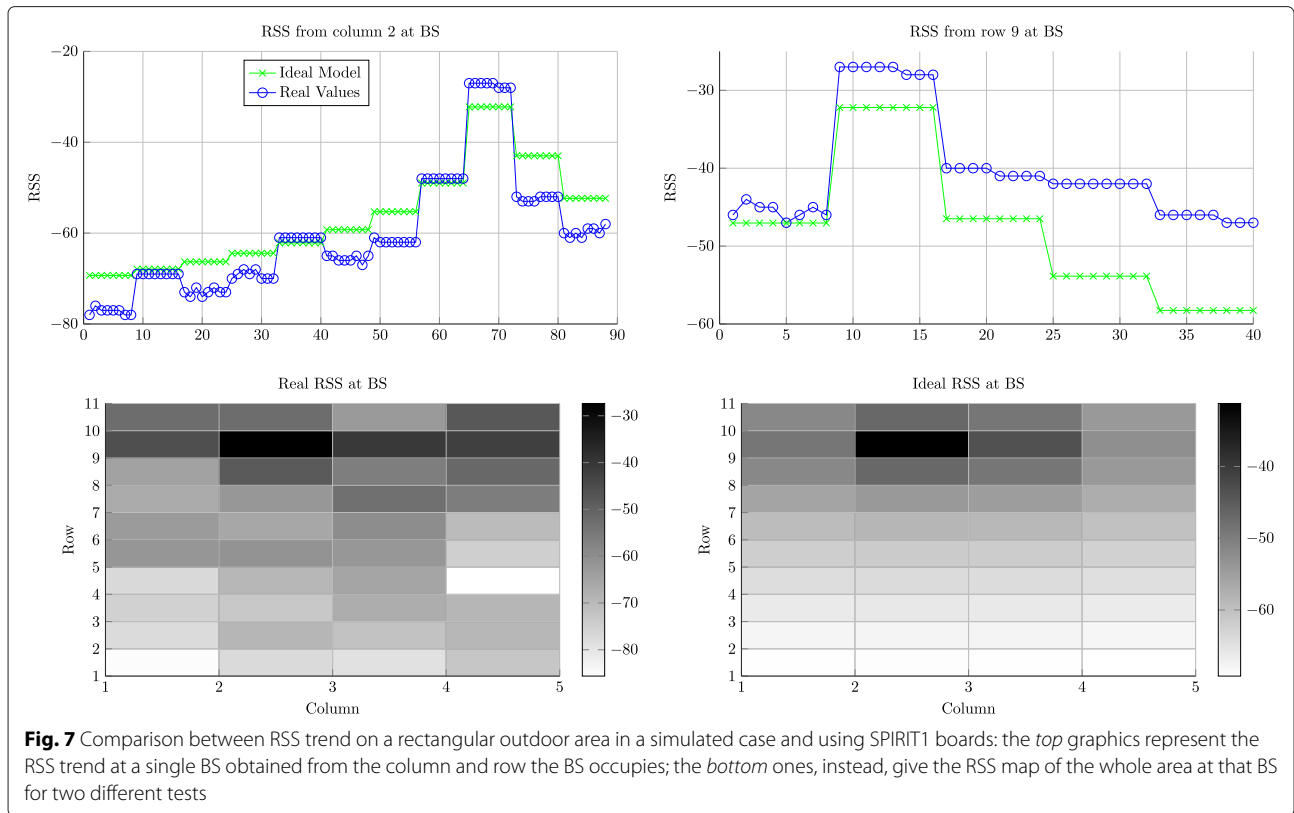 RSS from column 2 at BS
−20
−40
−60
−80
RSS
Ideal Model
Real Values
0 10 20 30 40 50 60 70 80 90
RSS from row 9 at BS
−30
−40
−50
−60
RSS
0 5 10 15 20 25 30 35 40
Real RSS at BS
11
10
9
8
7
6
5
4
3
2
1
Row
1 2 3 4 5
Column
−30
−40
−50
−60
−70
−80
Ideal RSS at BS
11
10
9
8
7
6
5
4
3
2
1
Row
1 2 3 4 5
Column
−40
−50
−60
Fig. 7 Comparison between RSS trend on a rectangular outdoor area in a simulated case and using SPIRIT1 boards: the top graphics represent the
RSS trend at a single BS obtained from the column and row the BS occupies; the bottom ones, instead, give the RSS map of the whole area at that BS
for two different tests